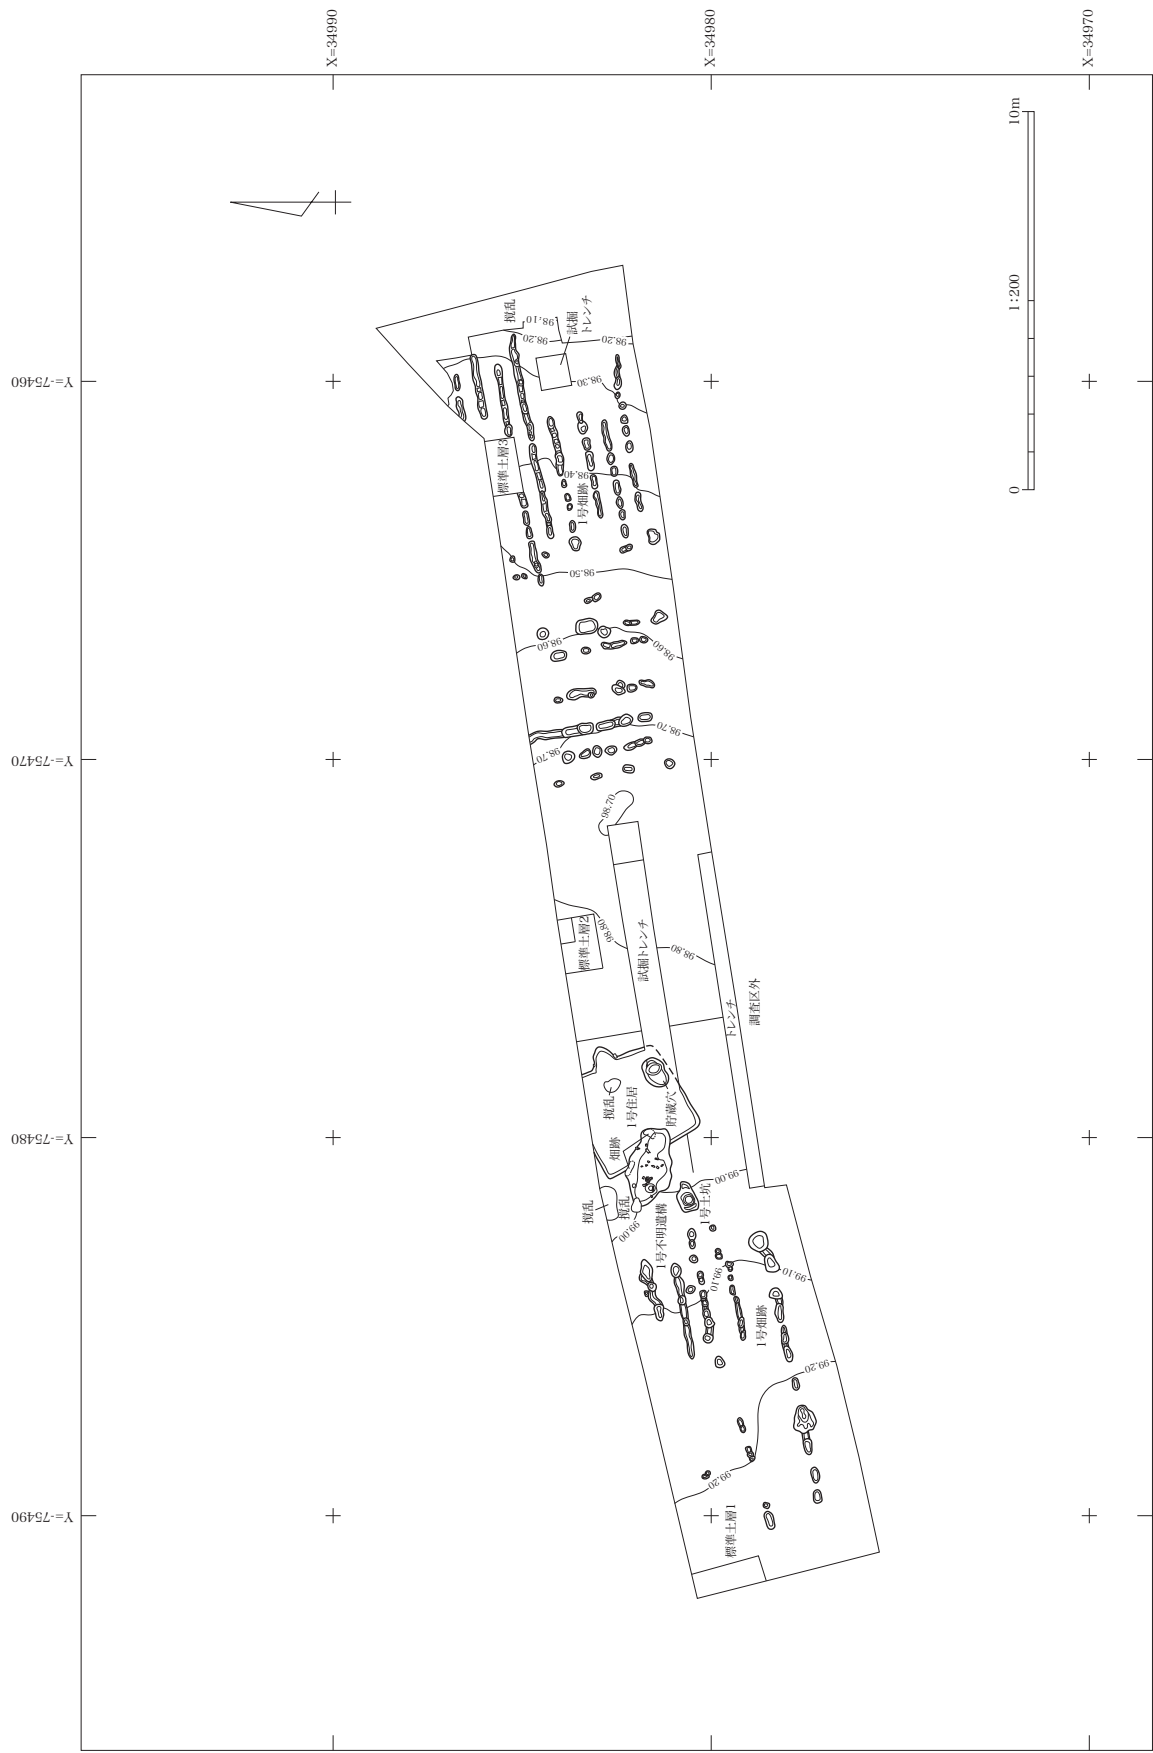 X=34990
X=34980
X=34970
Y=-75460
Y=-75470
Y=-75480
Y=-75490
0
1:200
10m
撹乱
98.10
98.20
試掘
トレンチ
98.20
98.30
標準土層3
98.40
1号畑跡
98.50
98.60
98.60
98.70
98.70
98.70
標準土層2
98.80
試掘トレンチ
98.80
トレンチ
調査区外
撹乱
1号住居
貯蔵穴
畑跡
撹乱
撹乱
99.00
1号不明遺構
99.00
1号土坑
99.10
99.10
1号畑跡
99.20
99.20
標準土層1